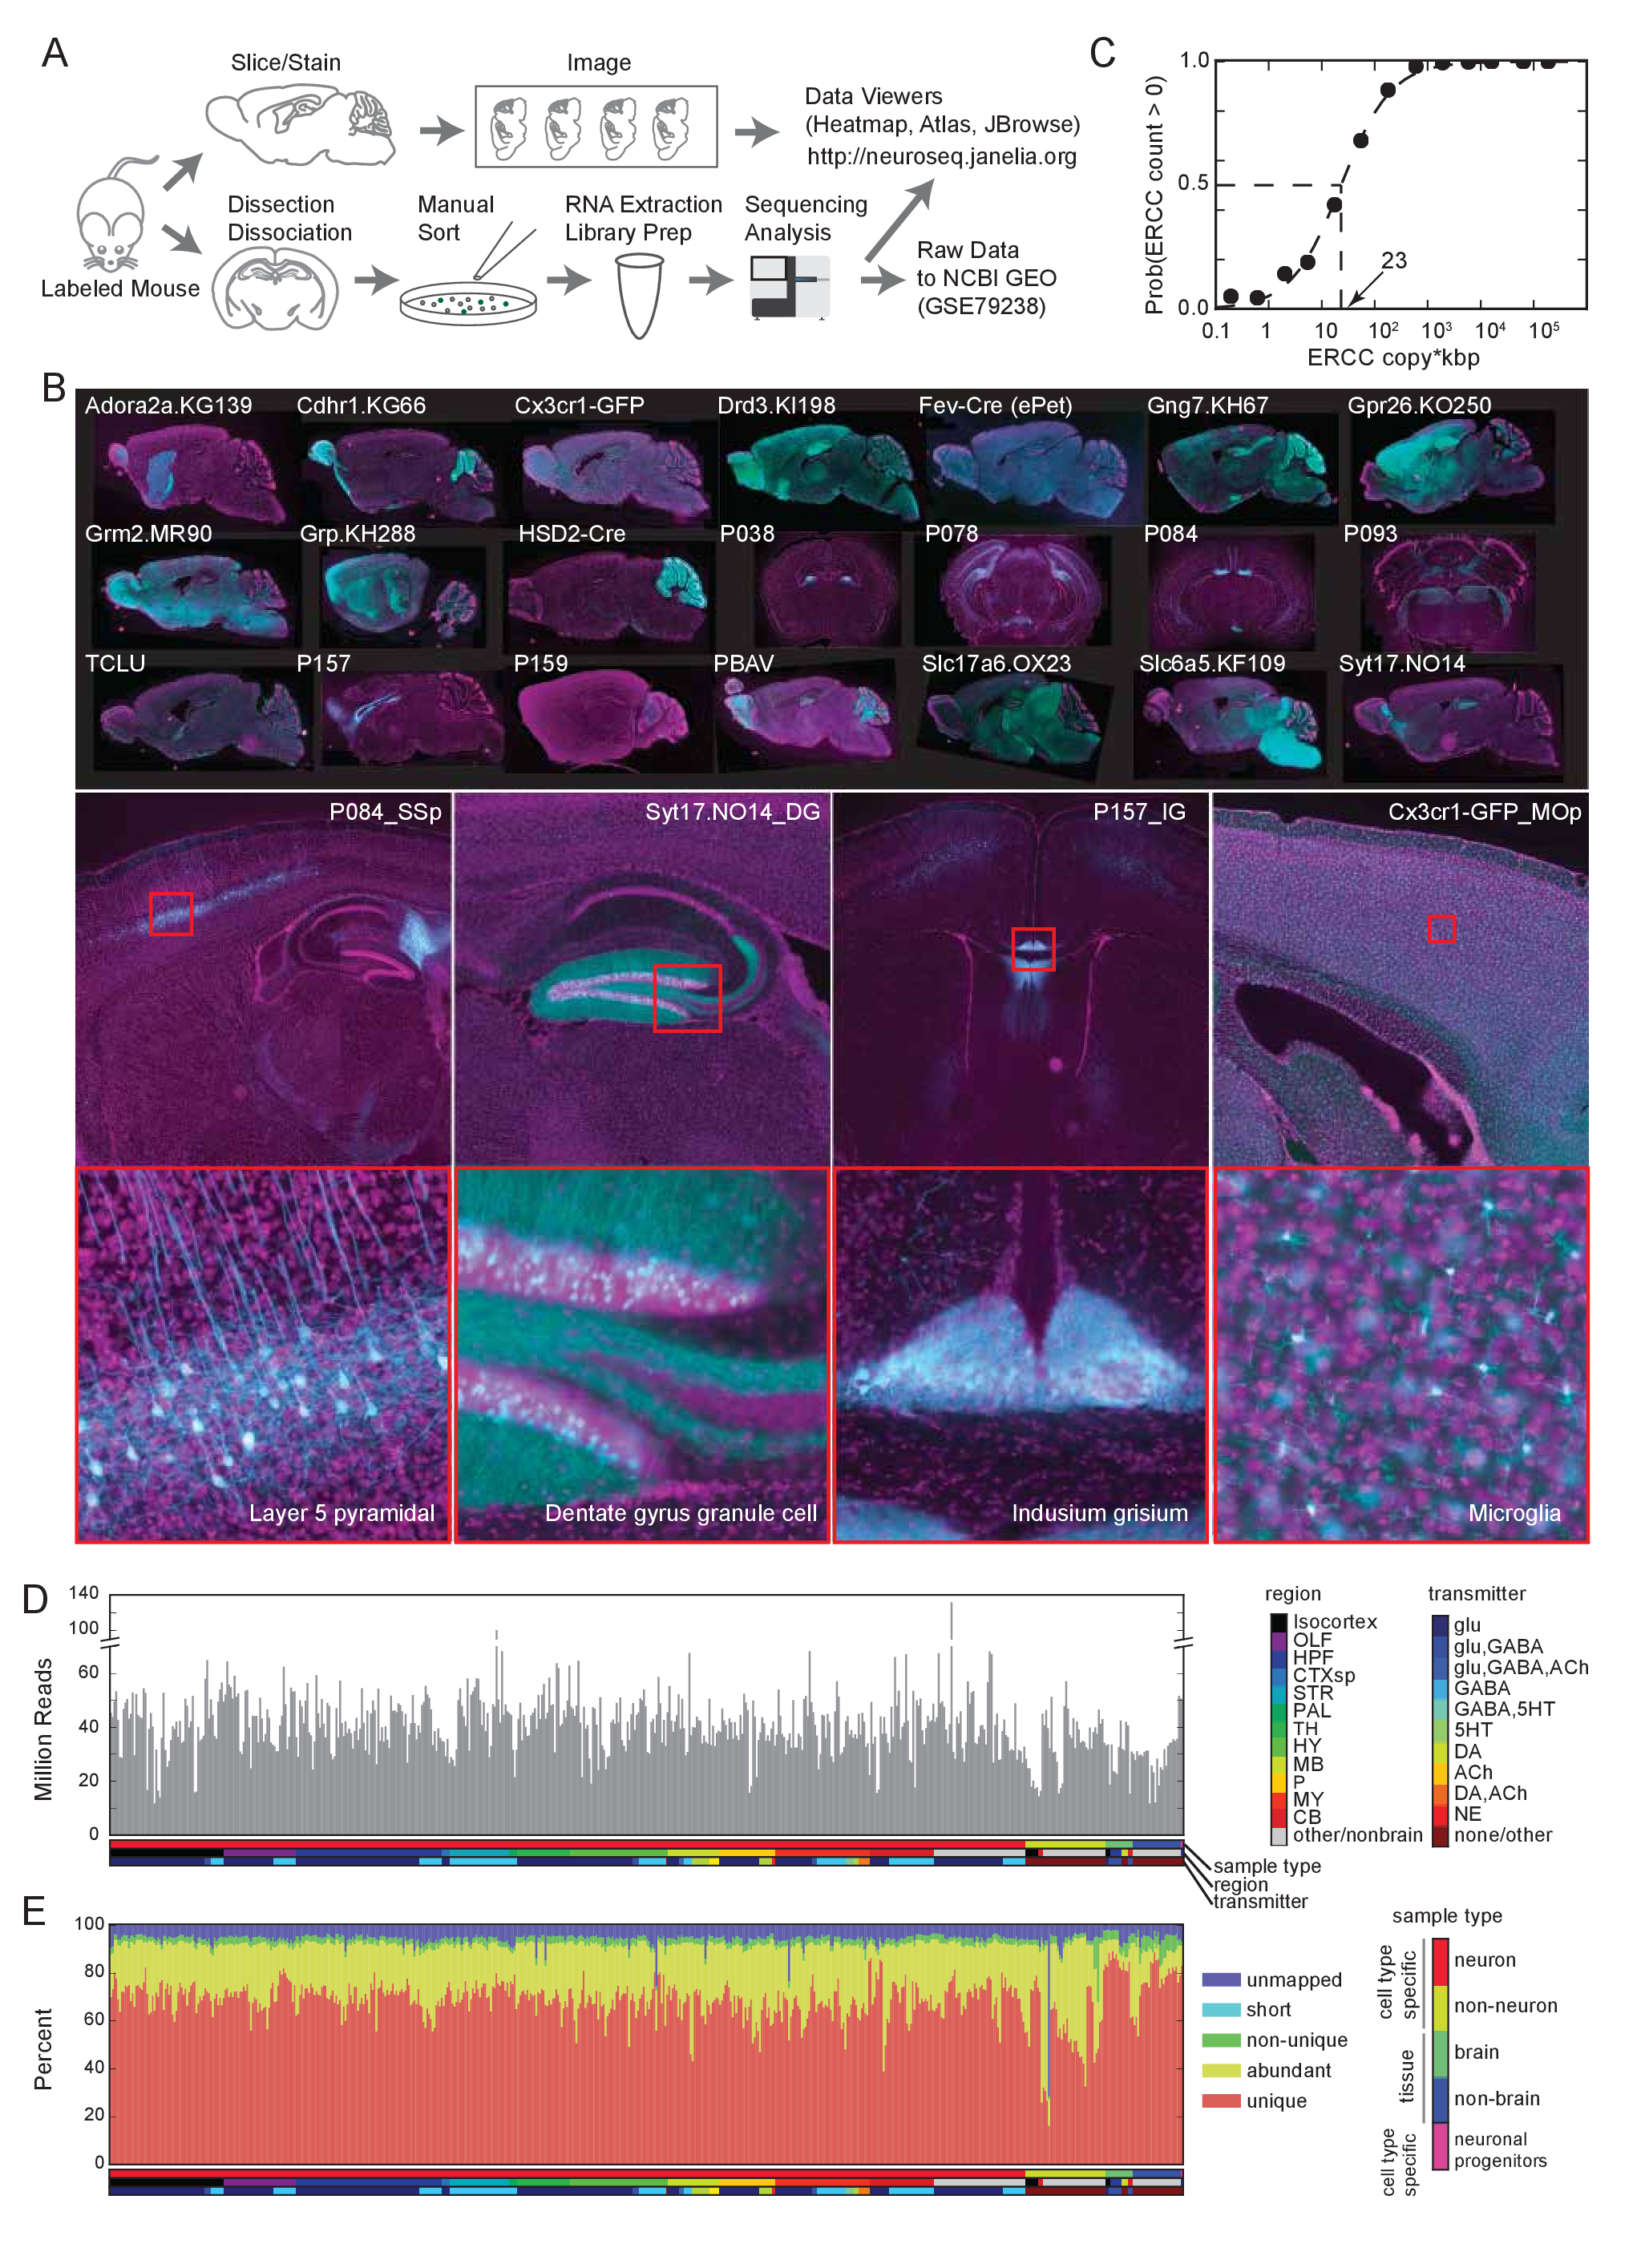 A
Slice/Stain
Image
Data Viewers
(Heatmap, Atlas, JBrowse)
http://neuroseq.janelia.org
Labeled Mouse
Dissection
Dissociation
Manual
Sort
RNA Extraction
Library Prep
Sequencing
Analysis
Raw Data
to NCBI GEO
(GSE79238)
C
Prob(ERCC count > 0)
1.0
0.5
0.0
23
0.1 1 10 10² 10³ 10⁴ 10⁵
ERCC copy*kbp
B
Adora2a.KG139 Cdhr1.KG66 Cx3cr1-GFP Drd3.KI198 Fev-Cre (ePet) Gng7.KH67 Gpr26.KO250
Grm2.MR90 Grp.KH288 HSD2-Cre P038 P078 P084 P093
TCLU P157 P159 PBAV Slc17a6.OX23 Slc6a5.KF109 Syt17.NO14
P084_SSp Syt17.NO14_DG P157_IG Cx3cr1-GFP_MOp
Layer 5 pyramidal Dentate gyrus granule cell Indusium grisium Microglia
D
Million Reads
140
100
60
40
20
0
sample type
region
transmitter
region
Isocortex
OLF
HPF
CTXsp
STR
PAL
TH
HY
MB
P
MY
CB
other/nonbrain
transmitter
glu
glu,GABA
glu,GABA,ACh
GABA
GABA,5HT
5HT
DA
ACh
DA,ACh
NE
none/other
E
Percent
100
80
60
40
20
0
unmapped
short
non-unique
abundant
unique
sample type
cell type
specific
neuron
non-neuron
tissue
brain
non-brain
cell type
specific
neuronal
progenitors